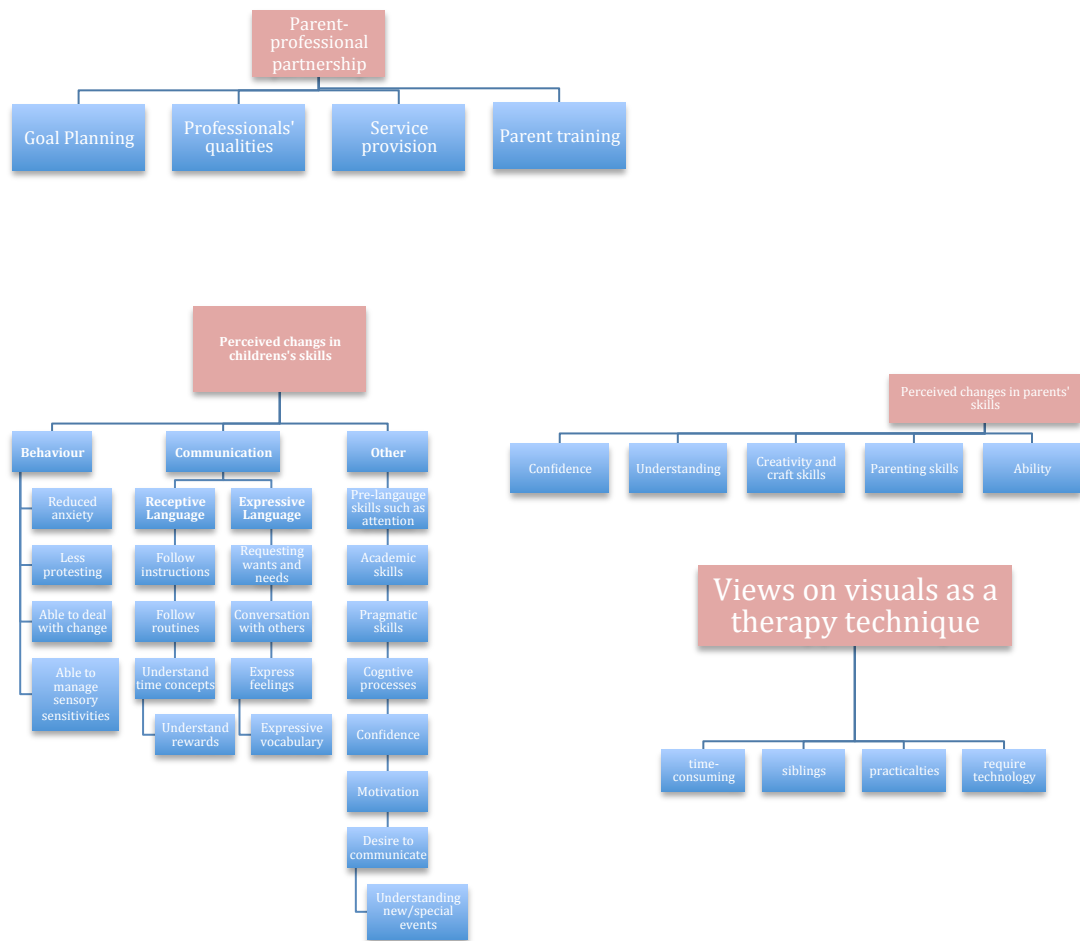 Parent-
professional
partnership
Goal Planning
Professionals'
qualities
Service
provision
Parent training
Perceived changs in
childrens's skills
Behaviour
Communication
Other
Reduced
anxiety
Less
protesting
Able to deal
with change
Able to
manage
sensory
sensitivities
Receptive
Language
Follow
instructions
Follow
routines
Understand
time concepts
Understand
rewards
Expressive
Language
Requesting
wants and
needs
Conversation
with others
Express
feelings
Expressive
vocabulary
Pre-langauge
skills such as
attention
Academic
skills
Pragmatic
skills
Cogntive
processes
Confidence
Motivation
Desire to
communicate
Understanding
new/special
events
Perceived changes in parents'
skills
Confidence
Understanding
Creativity and
craft skills
Parenting skills
Ability
Views on visuals as a
therapy technique
time-
consuming
siblings
practicalties
require
technology